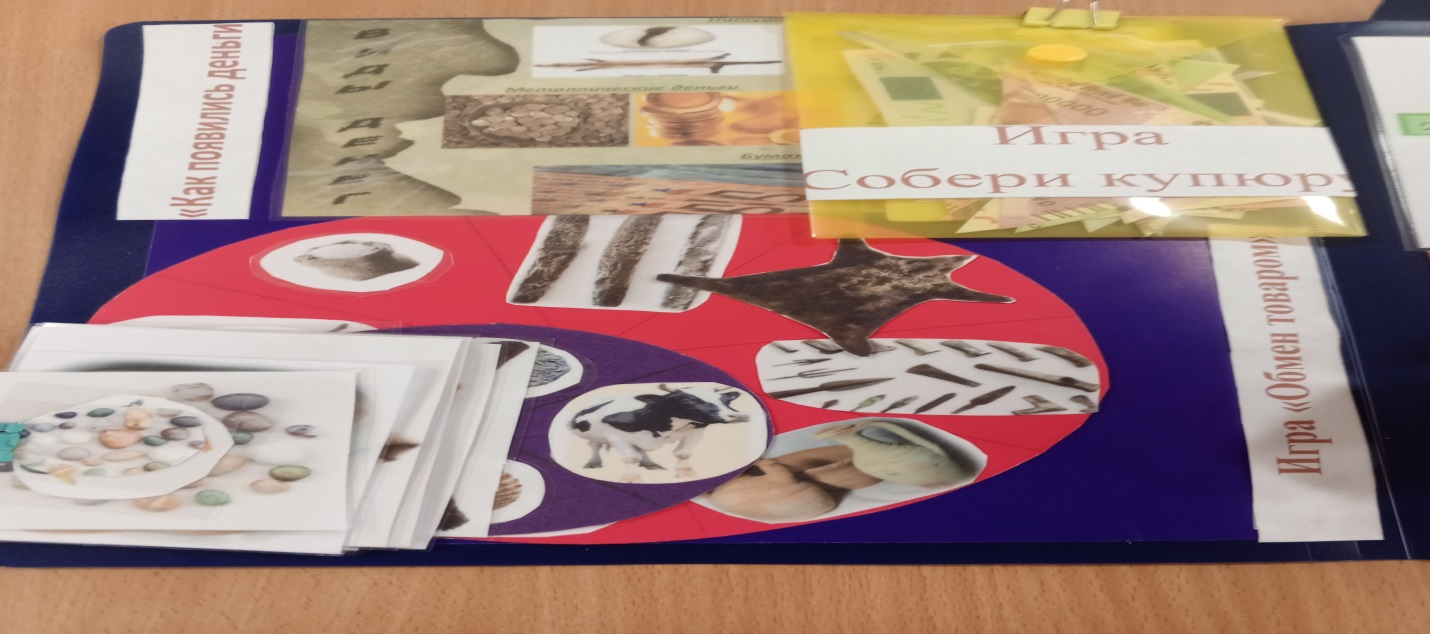 «Как появились деньги
Виды
Денег
Металлические деньги
Игра
Собери купюру
Игра «Обмен товаром»